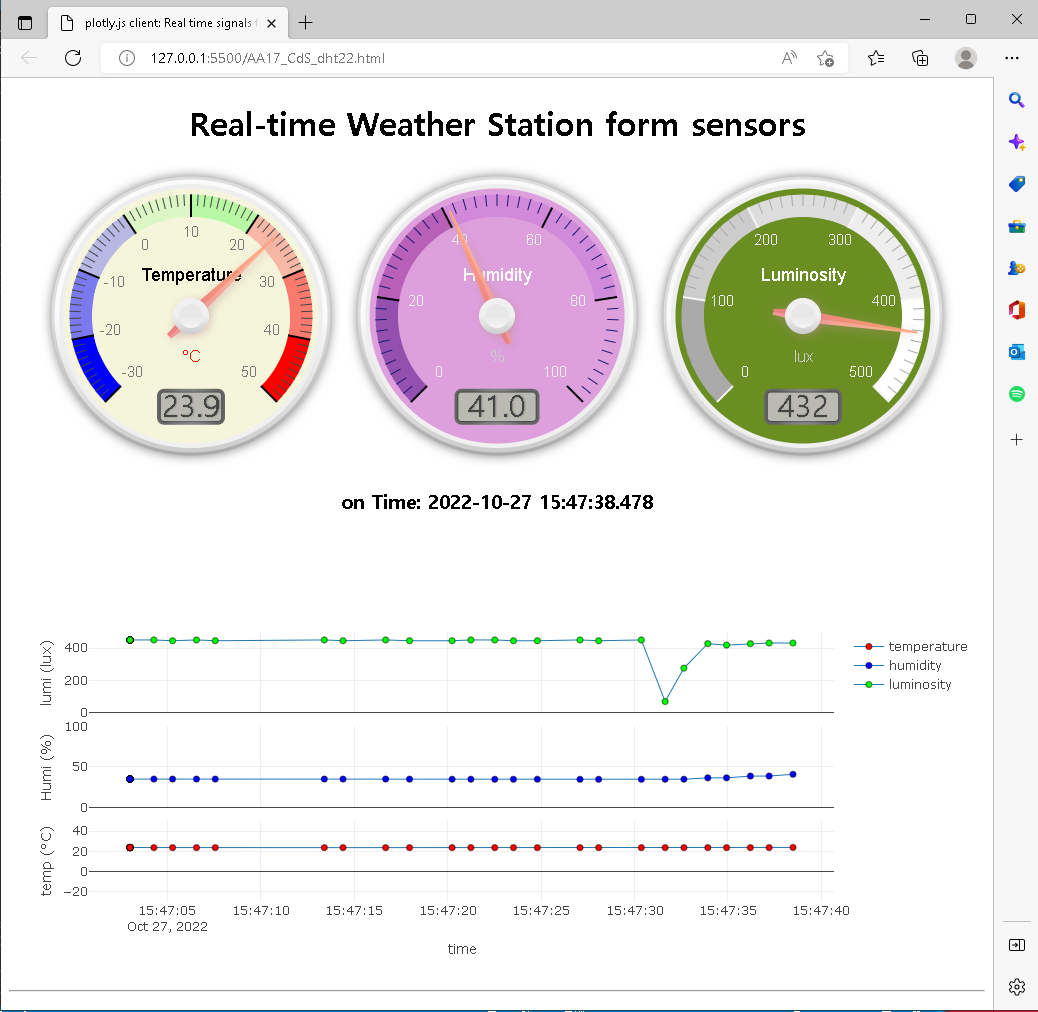 plotly.js client: Real time signals f
127.0.0.1:5500/AA17_CdS_dht22.html
Real-time Weather Station form sensors
-30 -20 -10 0 10 20 30 40 50
Temperature
°C
23.9
0 20 40 60 80 100
Humidity
%
41.0
0 100 200 300 400 500
Luminosity
lux
432
on Time: 2022-10-27 15:47:38.478
lumi (lux)
400
200
0
temperature
humidity
luminosity
Humi (%)
100
50
0
temp (°C)
40
20
0
−20
15:47:05 15:47:10 15:47:15 15:47:20 15:47:25 15:47:30 15:47:35 15:47:40
Oct 27, 2022
time